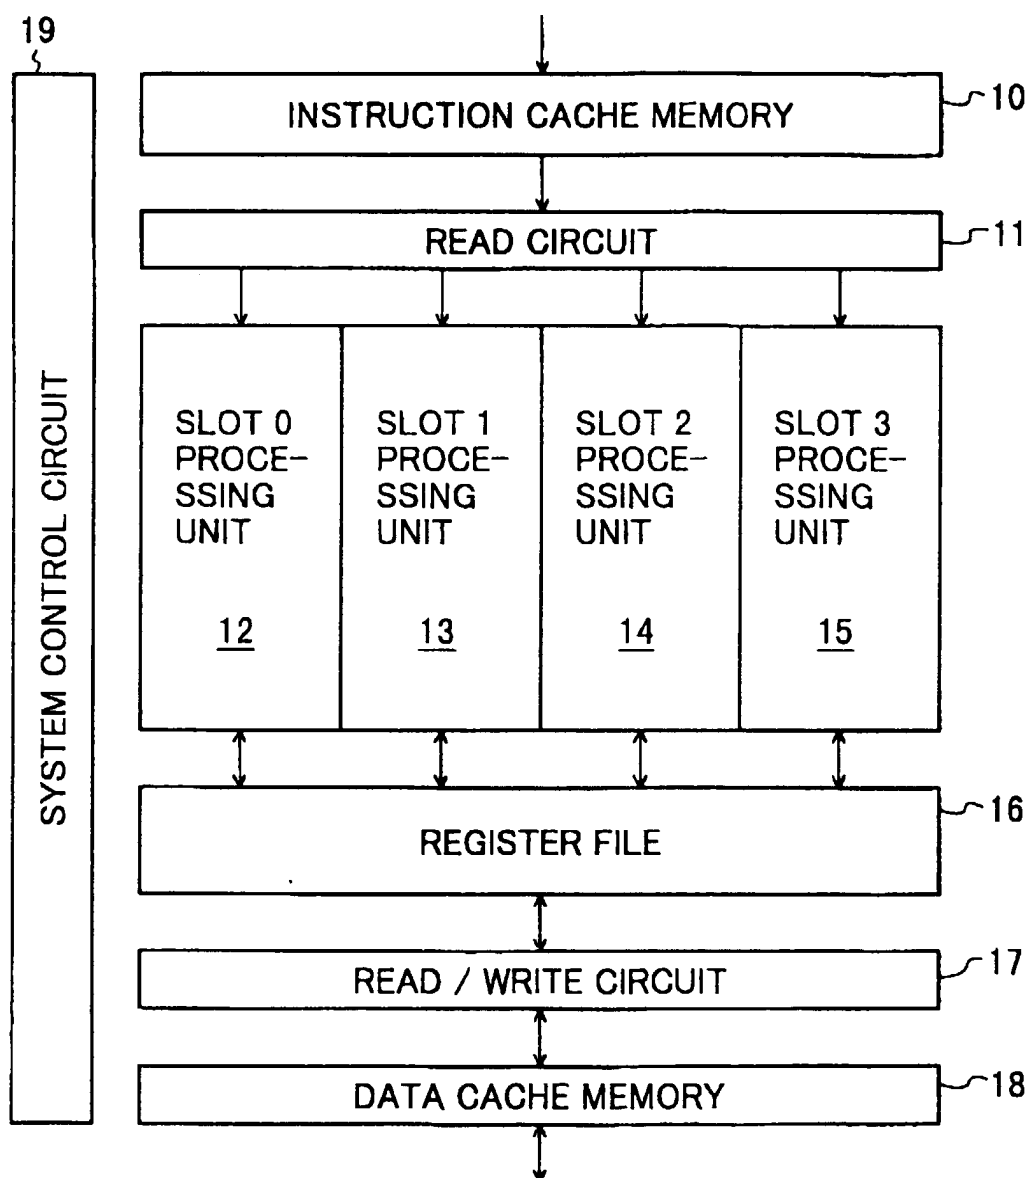 19
INSTRUCTION CACHE MEMORY
10
READ CIRCUIT
11
SYSTEM CONTROL CIRCUIT
SLOT 0
PROCE-
SSING
UNIT
12
SLOT 1
PROCE-
SSING
UNIT
13
SLOT 2
PROCE-
SSING
UNIT
14
SLOT 3
PROCE-
SSING
UNIT
15
REGISTER FILE
16
READ / WRITE CIRCUIT
17
DATA CACHE MEMORY
18